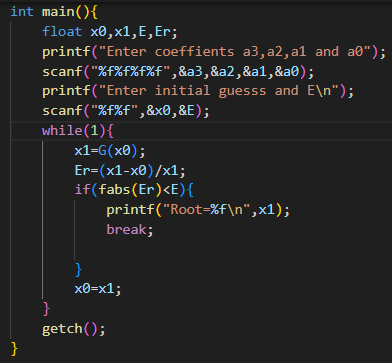 int main(){
float x0,x1,E,Er;
printf("Enter coeffients a3,a2,a1 and a0");
scanf("%f%f%f%f",&a3,&a2,&a1,&a0);
printf("Enter initial guesss and E\n");
scanf("%f%f",&x0,&E);
while(1){
x1=G(x0);
Er=(x1-x0)/x1;
if(fabs(Er)<E){
printf("Root=%f\n",x1);
break;
}
x0=x1;
}
getch();
}